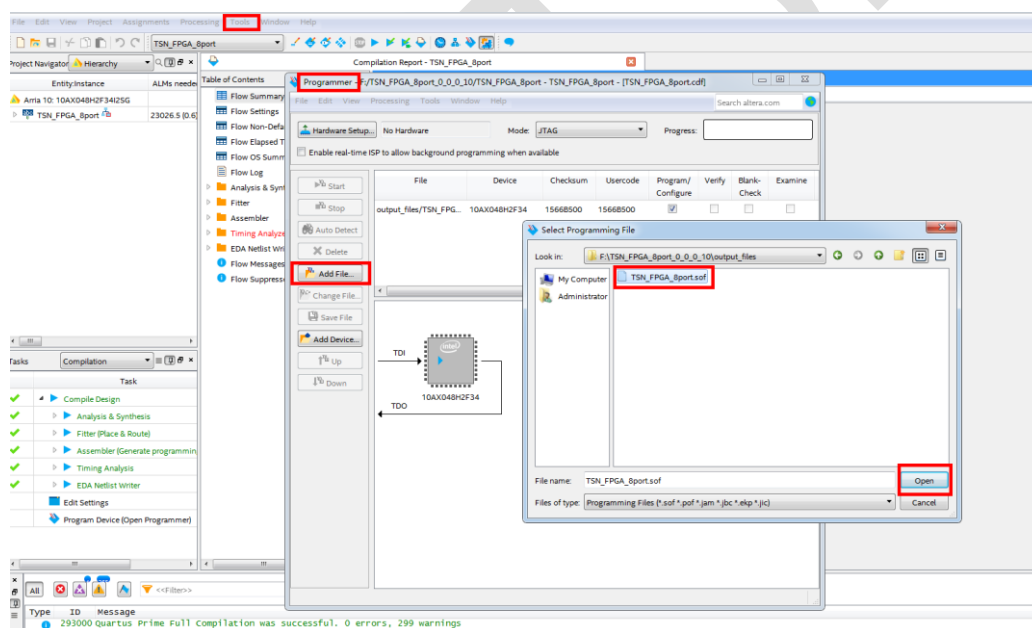 File Edit View Project Assignments Processing Tools Window Help
TSN_FPGA_8port
Project Navigator Hierarchy
Entity:Instance ALMs neede
Arria 10: 10AX048H2F34I2SG
TSN_FPGA_8port 23026.5 (0.6)
Compilation Report - TSN_FPGA_8port
Table of Contents
Flow Summary
Flow Settings
Flow Non-Defa
Flow Elapsed T
Flow OS Summ
Flow Log
Analysis & Synt
Fitter
Assembler
Timing Analyze
EDA Netlist Wri
Flow Messages
Flow Suppress
Programmer - F:/TSN_FPGA_8port_0_0_0_10/TSN_FPGA_8port - TSN_FPGA_8port - [TSN_FPGA_8port.cdf]
File Edit View Processing Tools Window Help
Search altera.com
Hardware Setup... No Hardware Mode: JTAG Progress:
Enable real-time ISP to allow background programming when available
Start
Stop
Auto Detect
Delete
Add File...
Change File...
Save File
Add Device...
Up
Down
File Device Checksum Usercode Program/ Verify Blank- Examine
Configure Check
output_files/TSN_FPG... 10AX048H2F34 1566B500 1566B500
TDI
intel
10AX048H2F34
TDO
Select Programming File
Look in: F:\TSN_FPGA_8port_0_0_0_10\output_files
My Computer
Administrator
TSN_FPGA_8port.sof
File name: TSN_FPGA_8port.sof Open
Files of type: Programming Files (*.sof *.pof *.jam *.jbc *.ekp *.jic) Cancel
Tasks Compilation
Task
Compile Design
Analysis & Synthesis
Fitter (Place & Route)
Assembler (Generate programmin
Timing Analysis
EDA Netlist Writer
Edit Settings
Program Device (Open Programmer)
All <<Filter>>
Type ID Message
293000 Quartus Prime Full Compilation was successful. 0 errors, 299 warnings